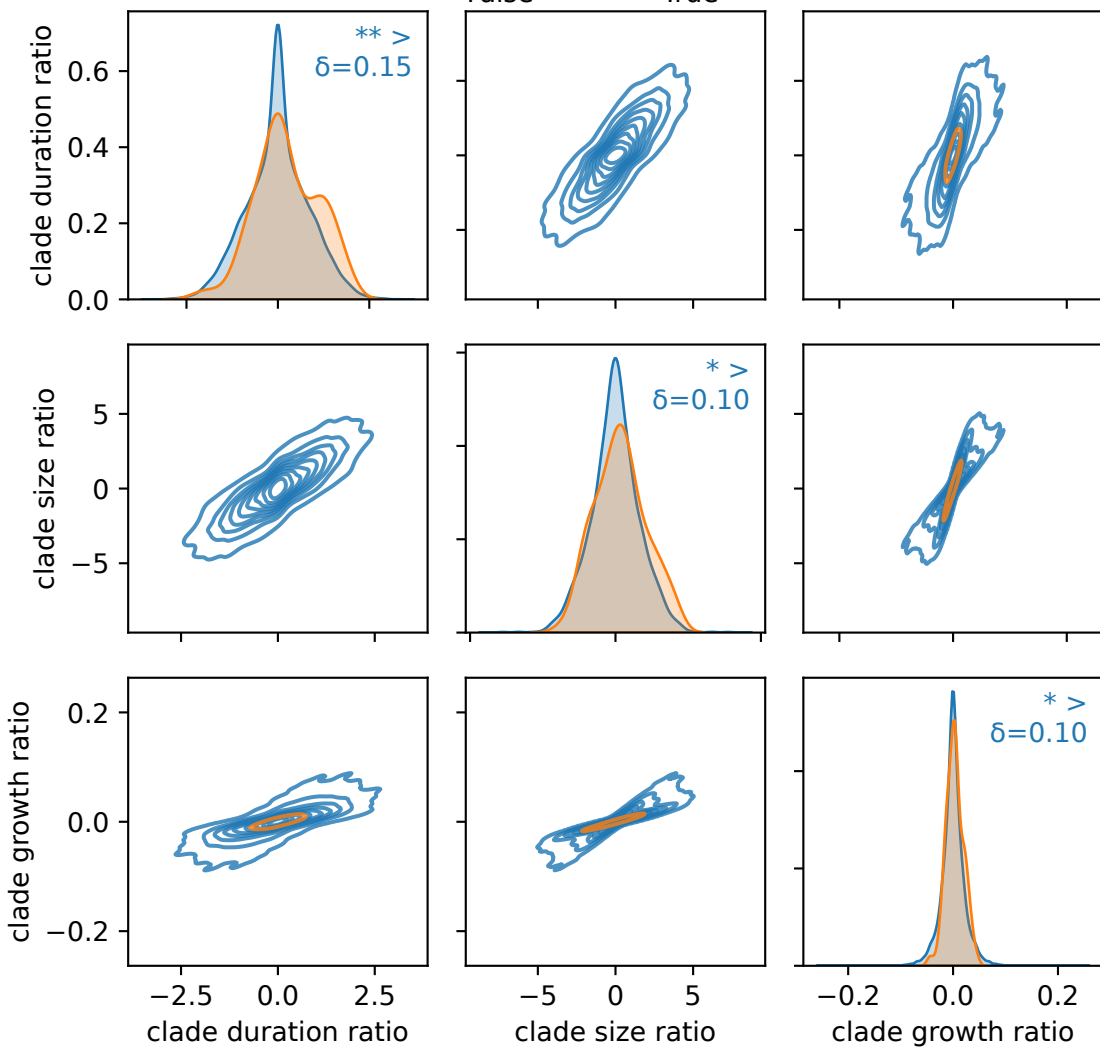 False True
clade duration ratio
0.6
0.4
0.2
0.0
** >
δ=0.15
clade size ratio
5
0
−5
* >
δ=0.10
clade growth ratio
0.2
0.0
−0.2
* >
δ=0.10
−2.5 0.0 2.5
−5 0 5
−0.2 0.0 0.2
clade duration ratio
clade size ratio
clade growth ratio